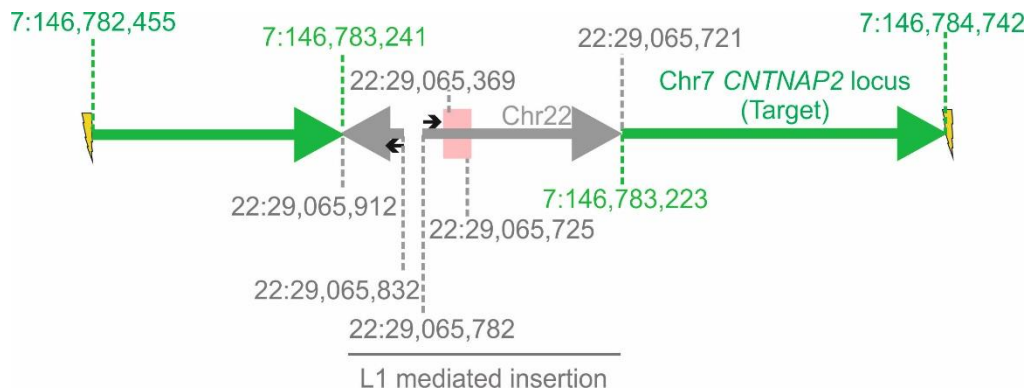 7:146,782,455
7:146,783,241
22:29,065,721
7:146,784,742
22:29,065,369
Chr7 CNTNAP2 locus
(Target)
Chr22
22:29,065,912
7:146,783,223
22:29,065,725
22:29,065,832
22:29,065,782
L1 mediated insertion